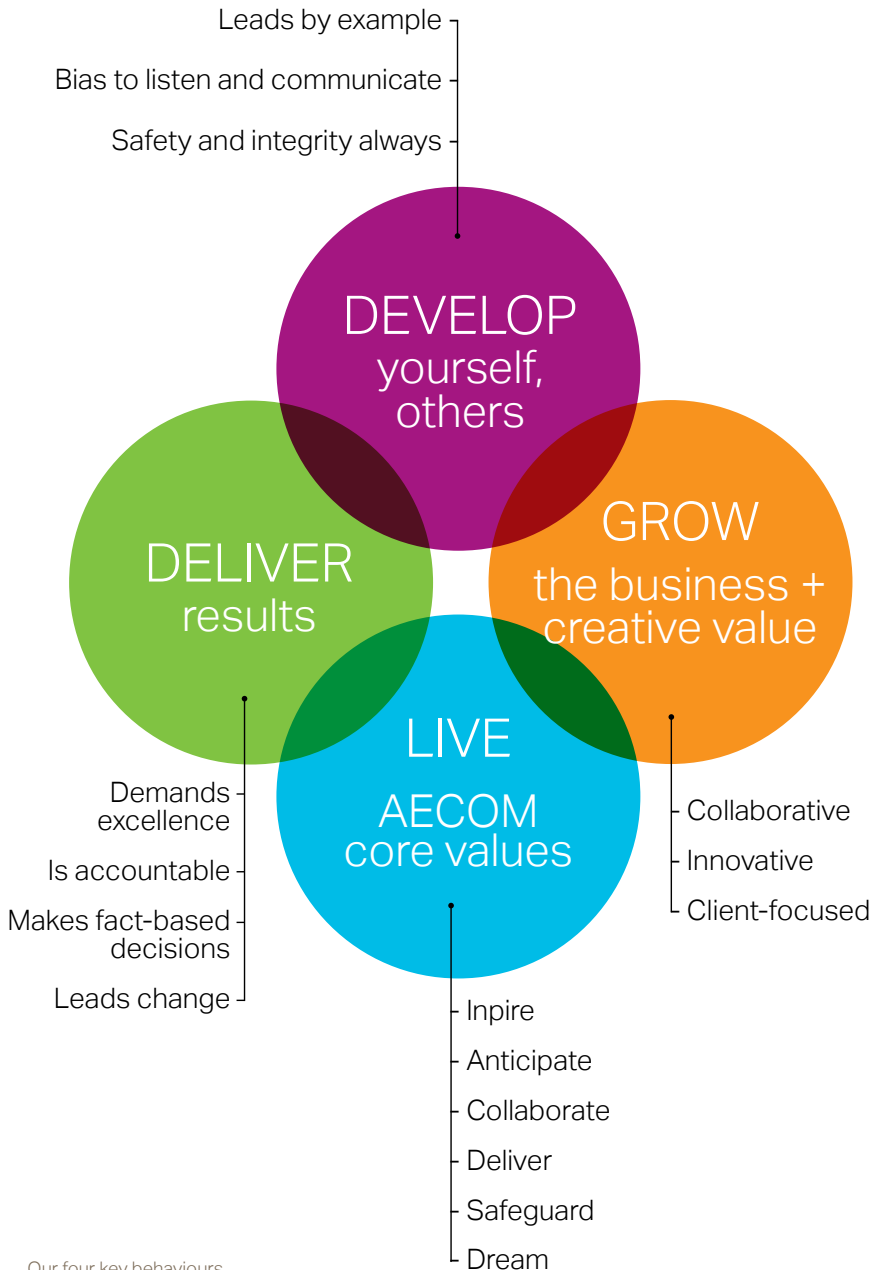 Leads by example
Bias to listen and communicate
Safety and integrity always
DEVELOP
yourself,
others
GROW
the business +
creative value
DELIVER
results
LIVE
AECOM
core values
Demands
excellence
Is accountable
Makes fact-based
decisions
Leads change
Collaborative
Innovative
Client-focused
Inpire
Anticipate
Collaborate
Deliver
Safeguard
Dream
Our four key behaviours